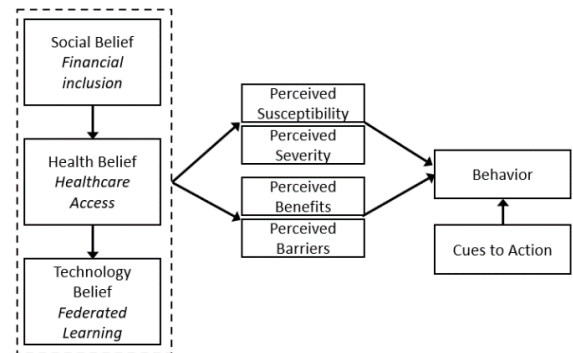 Social Belief
Financial
inclusion
Health Belief
Healthcare
Access
Technology
Belief
Federated
Learning
Perceived
Susceptibility
Perceived
Severity
Perceived
Benefits
Perceived
Barriers
Behavior
Cues to Action